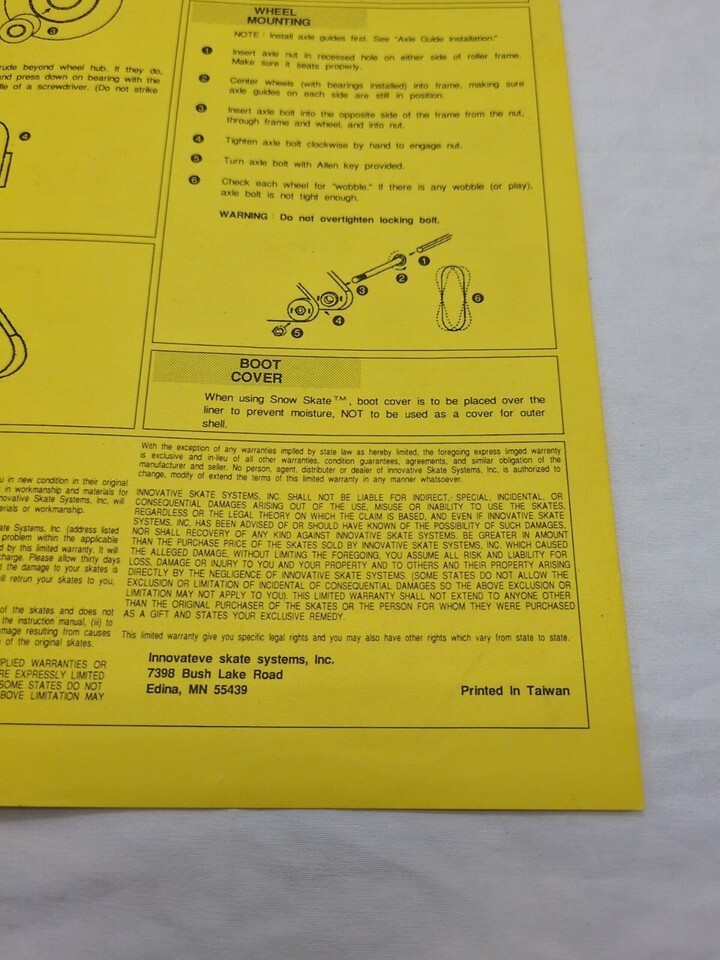 3
rude beyond wheel hub. If they do,
and press down on bearing with the
of a screwdriver. (Do not strike
4
WHEEL
MOUNTING
NOTE : Install axle guides first. See "Axle Guide Installation."
1 Insert axle nut in recessed hole on either side of roller frame.
Make sure it seats properly.
2 Center wheels (with bearings installed) into frame, making sure
axle guides on each side are still in position.
3 Insert axle bolt into the opposite side of the frame from the nut,
through frame and wheel, and into nut.
4 Tighten axle bolt clockwise by hand to engage nut.
5 Turn axle bolt with Allen key provided.
6 Check each wheel for "wobble." If there is any wobble (or play),
axle bolt is not tight enough.
WARNING : Do not overtighten locking bolt.
1
2
3
6
4
5
BOOT
COVER
When using Snow Skate™, boot cover is to be placed over the
liner to prevent moisture, NOT to be used as a cover for outer
shell.
u in new condition in their original
in workmanship and materials for
novative Skate Systems, Inc. will
erials or workmanship.
ate Systems, Inc. (address listed
problem within the applicable
d by this limited warranty. It will
charge. Please allow thirty days
t the damage to your skates is
ill retrun your skates to you.
of the skates and does not
the instruction manual, (iii) to
mage resulting from causes
of the original skates.
PLIED WARRANTIES OR
RE EXPRESSLY LIMITED
SOME STATES DO NOT
BOVE LIMITATION MAY
With the exception of any warranties implied by state law as hereby limited, the foregoing express limged warranty
is exclusive and in-lieu of all other warranties, condition guarantees, agreements, and similar obligation of the
manufacturer and seller. No person, agent, distributer or dealer of Innovative Skate Systems, Inc. is authorized to
change, modify of extend the terms of this limited warranty in any manner whatsoever.
INNOVATIVE SKATE SYSTEMS, INC. SHALL NOT BE LIABLE FOR INDIRECT, SPECIAL, INCIDENTAL, OR
CONSEQUENTIAL DAMAGES ARISING OUT OF THE USE, MISUSE OR INABILITY TO USE THE SKATES,
REGARDLESS OR THE LEGAL THEORY ON WHICH THE CLAIM IS BASED, AND EVEN IF INNOVATIVE SKATE
SYSTEMS, INC, HAS BEEN ADVISED OF OR SHOULD HAVE KNOWN OF THE POSSIBILITY OF SUCH DAMAGES,
NOR SHALL RECOVERY OF ANY KIND AGAINST INNOVATIVE SKATE SYSTEMS. BE GREATER IN AMOUNT
THAN THE PURCHASE PRICE OF THE SKATES SOLD BY INNOVATIVE SKATE SYSTEMS, INC. WHICH CAUSED
THE ALLEGED DAMAGE, WITHOUT LIMITING THE FOREGOING, YOU ASSUME ALL RISK AND LIABILITY FOR
LOSS, DAMAGE OR INJURY TO YOU AND YOUR PROPERTY AND TO OTHERS AND THEIR PROPERTY ARISING
DIRECTLY BY THE NEGLIGENCE OF INNOVATIVE SKATE SYSTEMS. (SOME STATES DO NOT ALLOW THE
EXCLUSION OR LIMITATION OF INCIDENTAL OF CONSEQUENTIAL DAMAGES SO THE ABOVE EXCLUSION OR
LIMITATION MAY NOT APPLY TO YOU). THIS LIMITED WARRANTY SHALL NOT EXTEND TO ANYONE OTHER
THAN THE ORIGINAL PURCHASER OF THE SKATES OR THE PERSON FOR WHOM THEY WERE PURCHASED
AS A GIFT AND STATES YOUR EXCLUSIVE REMEDY.
This limited warranty give you specific legal rights and you may also have other rights which vary from state to state.
Innovateve skate systems, Inc.
7398 Bush Lake Road
Edina, MN 55439
Printed In Taiwan